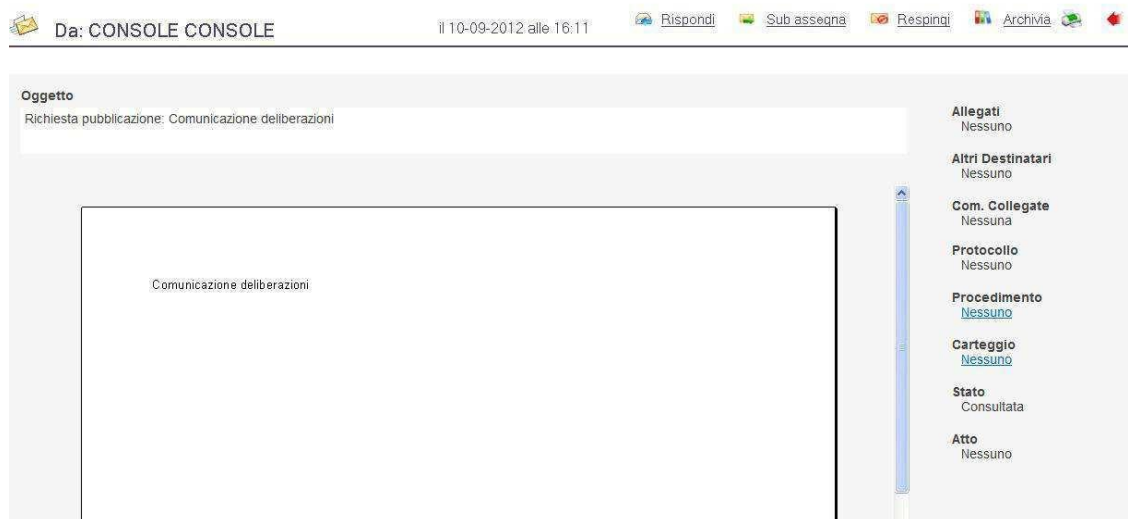 Da: CONSOLE CONSOLE
il 10-09-2012 alle 16:11
Rispondi
Sub assegna
Respingi
Archivia
Oggetto
Richiesta pubblicazione: Comunicazione deliberazioni
Comunicazione deliberazioni
Allegati
Nessuno
Altri Destinatari
Nessuno
Com. Collegate
Nessuna
Protocollo
Nessuno
Procedimento
Nessuno
Carteggio
Nessuno
Stato
Consultata
Atto
Nessuno